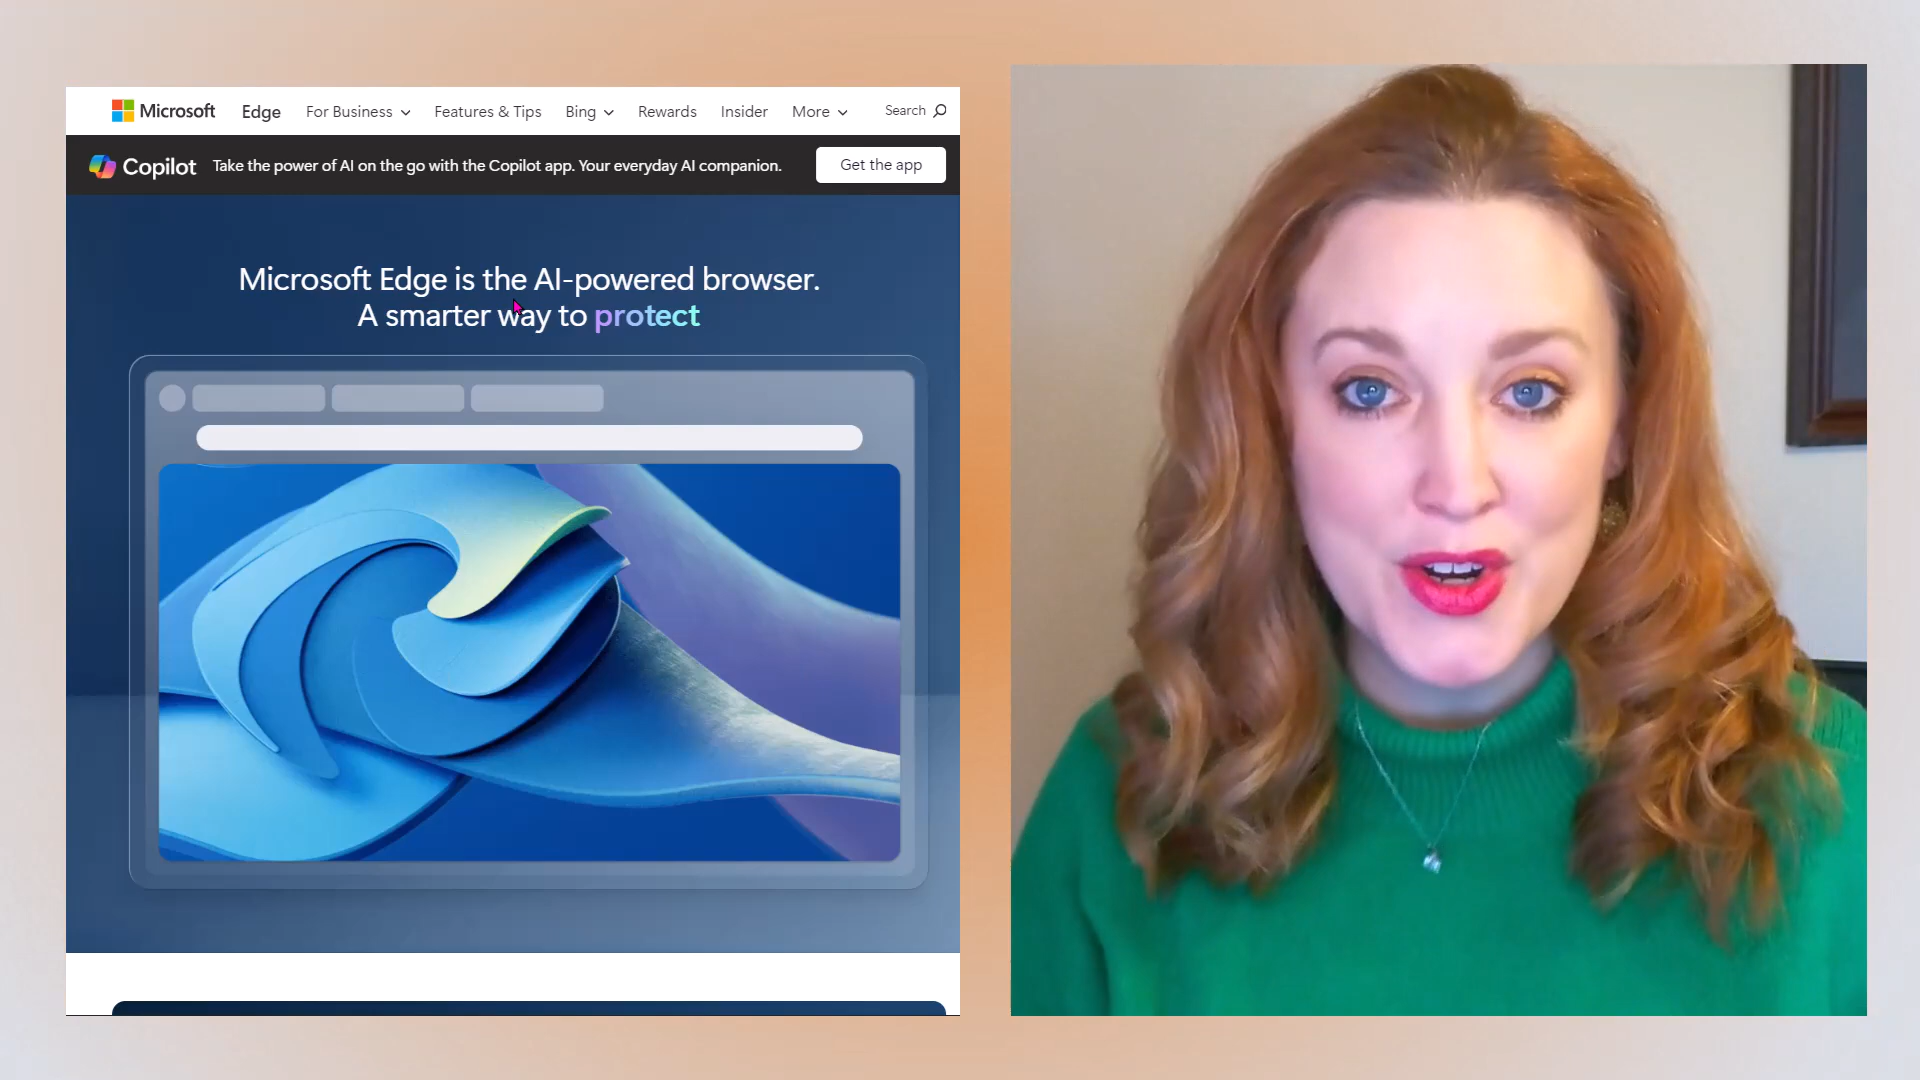 Microsoft Edge For Business Features & Tips Bing Rewards Insider More Search
Copilot Take the power of AI on the go with the Copilot app. Your everyday AI companion. Get the app
Microsoft Edge is the AI-powered browser.
A smarter way to protect